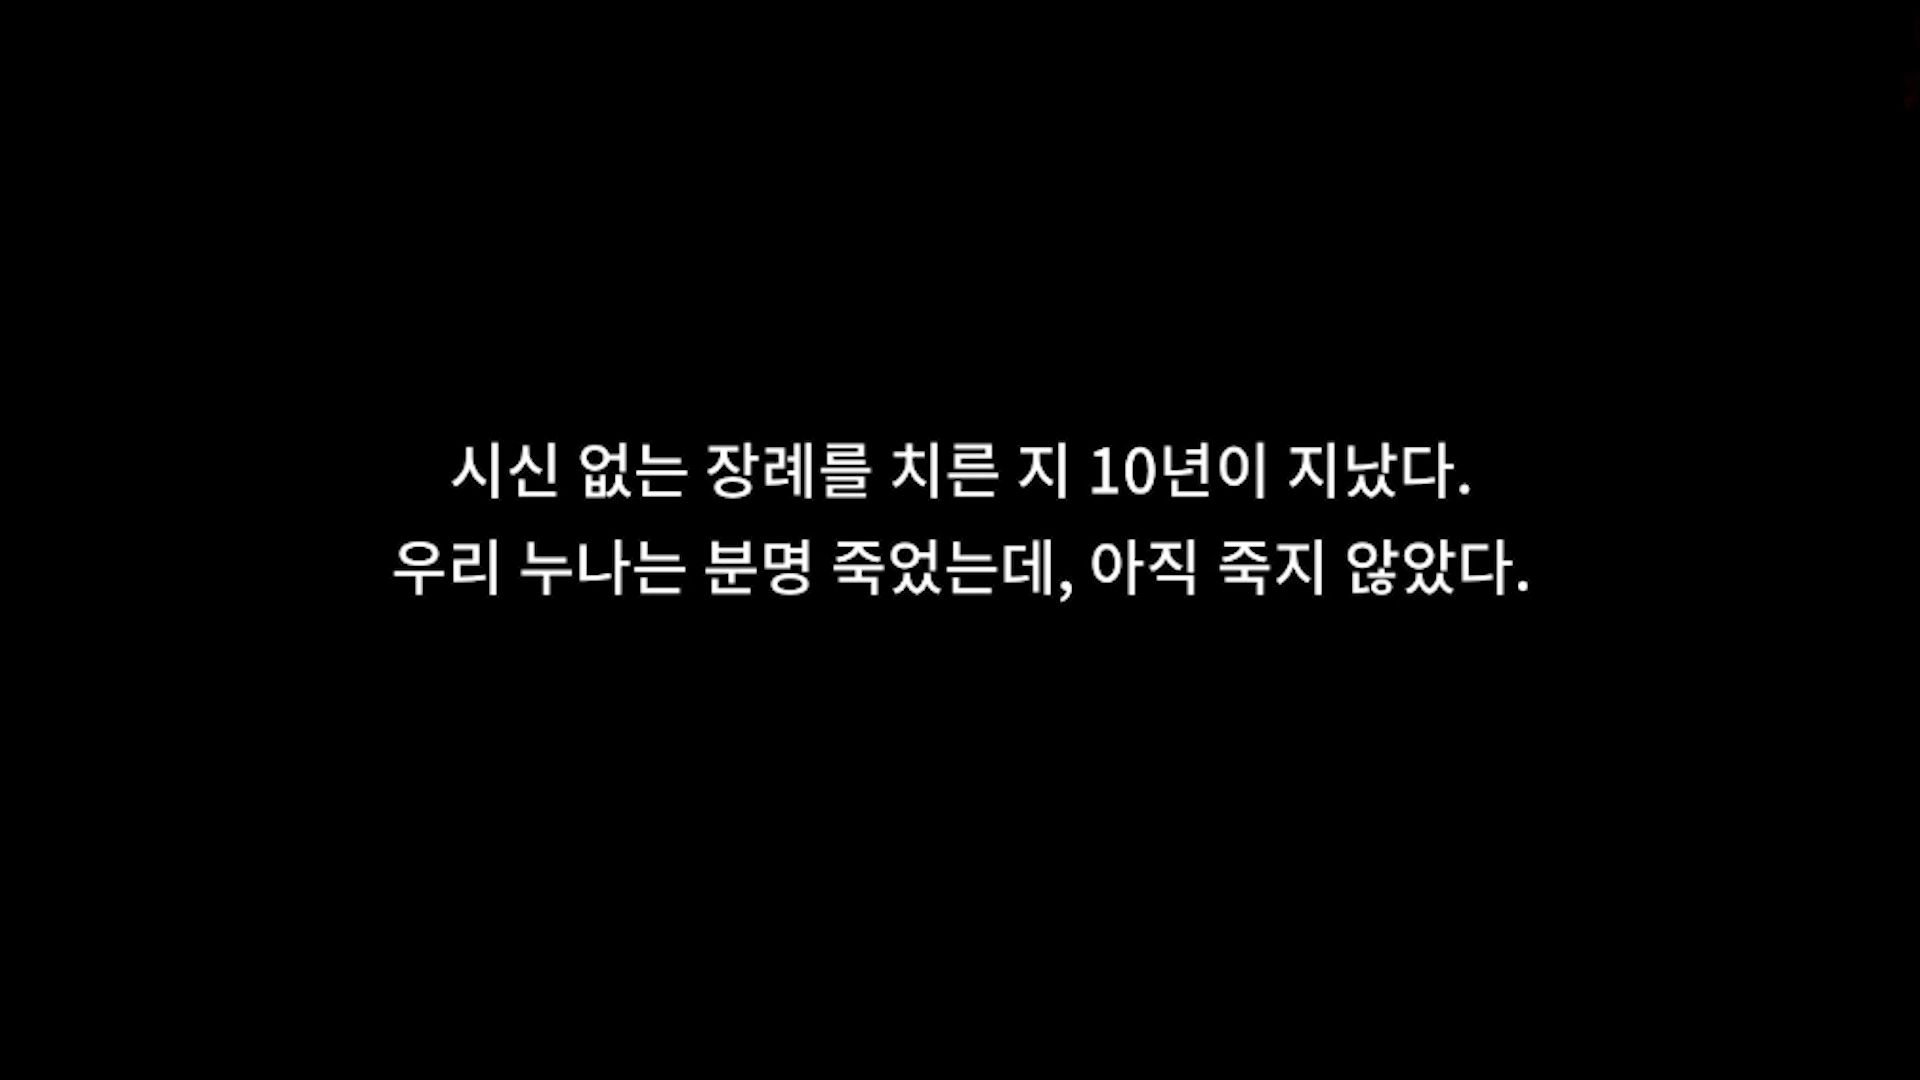 시신 없는 장례를 치른 지 10년이 지났다.
우리 누나는 분명 죽었는데, 아직 죽지 않았다.